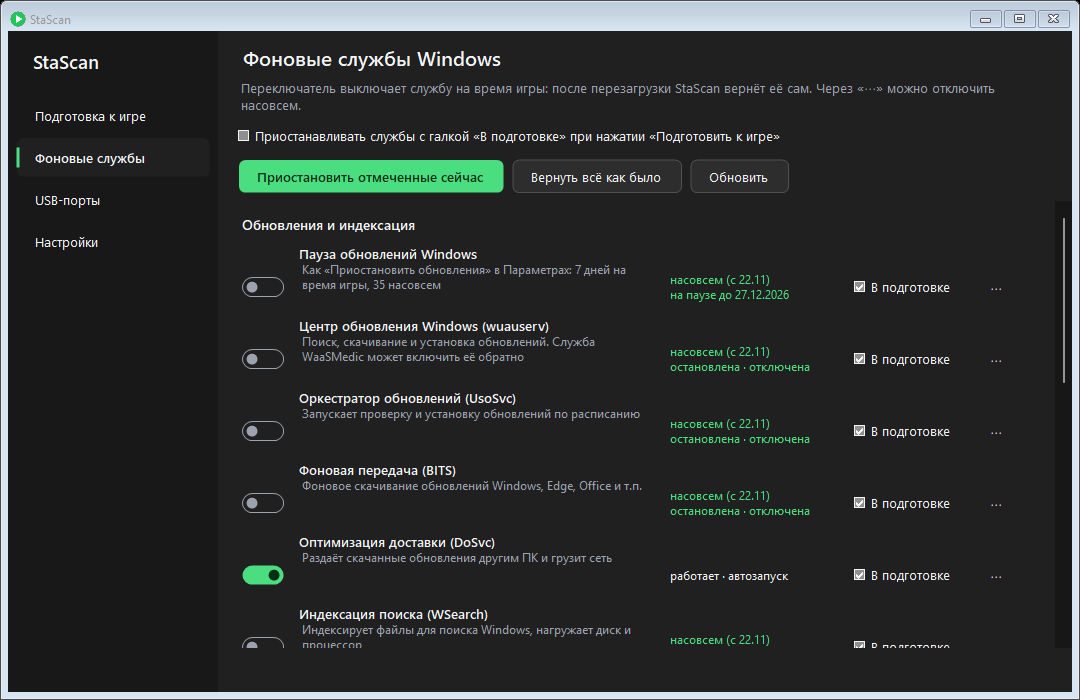 StaScan
StaScan
Подготовка к игре
Фоновые службы
USB-порты
Настройки
Фоновые службы Windows
Переключатель выключает службу на время игры: после перезагрузки StaScan вернёт её сам. Через «···» можно отключить
насовсем.
Приостанавливать службы с галкой «В подготовке» при нажатии «Подготовить к игре»
Приостановить отмеченные сейчас
Вернуть всё как было
Обновить
Обновления и индексация
Пауза обновлений Windows
Как «Приостановить обновления» в Параметрах: 7 дней на
время игры, 35 насовсем
насовсем (с 22.11)
на паузе до 27.12.2026
В подготовке
...
Центр обновления Windows (wuauserv)
Поиск, скачивание и установка обновлений. Служба
WaaSMedic может включить её обратно
насовсем (с 22.11)
остановлена · отключена
В подготовке
...
Оркестратор обновлений (UsoSvc)
Запускает проверку и установку обновлений по расписанию
насовсем (с 22.11)
остановлена · отключена
В подготовке
...
Фоновая передача (BITS)
Фоновое скачивание обновлений Windows, Edge, Office и т.п.
насовсем (с 22.11)
остановлена · отключена
В подготовке
...
Оптимизация доставки (DoSvc)
Раздаёт скачанные обновления другим ПК и грузит сеть
работает · автозапуск
В подготовке
...
Индексация поиска (WSearch)
Индексирует файлы для поиска Windows, нагружает диск и
процессор
насовсем (с 22.11)
В подготовке